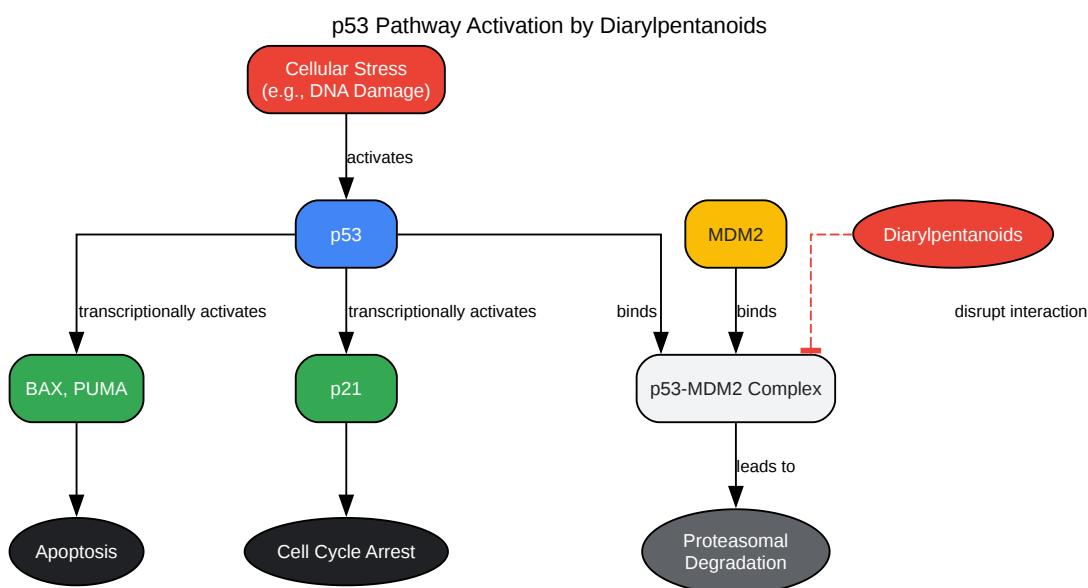 p53 Pathway Activation by Diarylpentanoids
Cellular Stress
(e.g., DNA Damage)
activates
p53
MDM2
Diarylpentanoids
transcriptionally activates
transcriptionally activates
binds
binds
disrupt interaction
BAX, PUMA
p21
p53-MDM2 Complex
leads to
Apoptosis
Cell Cycle Arrest
Proteasomal
Degradation